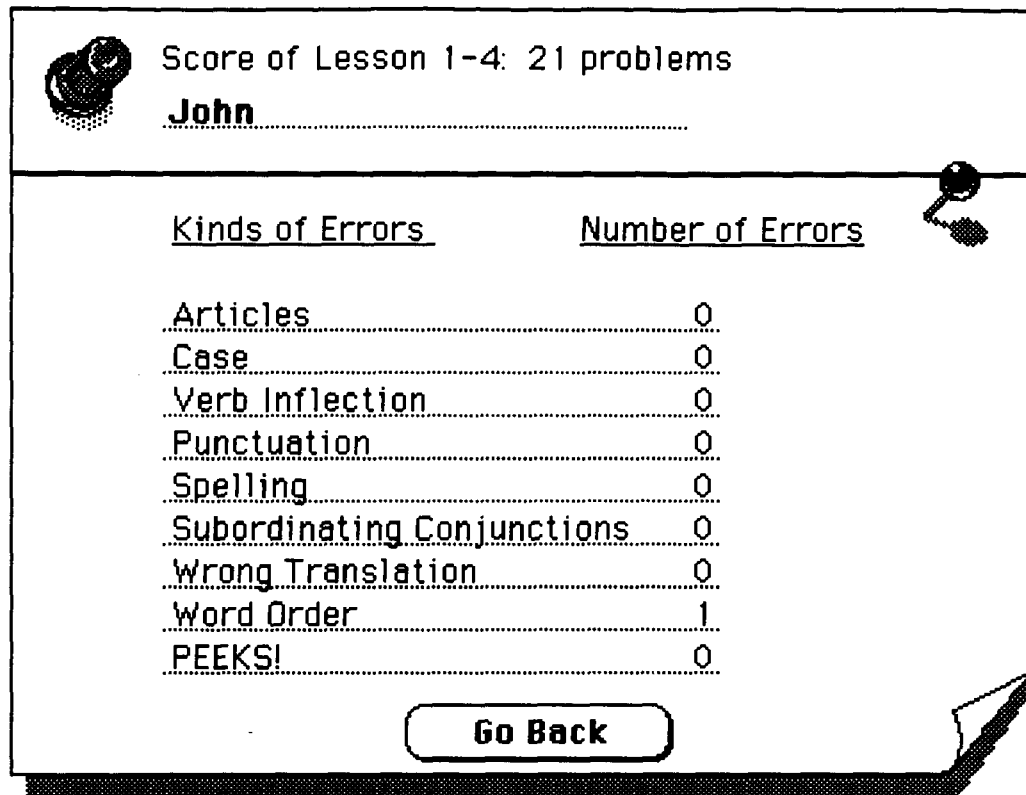 Score of Lesson 1-4: 21 problems
John
Kinds of Errors Number of Errors
Articles 0
Case 0
Verb Inflection 0
Punctuation 0
Spelling 0
Subordinating Conjunctions 0
Wrong Translation 0
Word Order 1
PEEKS! 0
Go Back